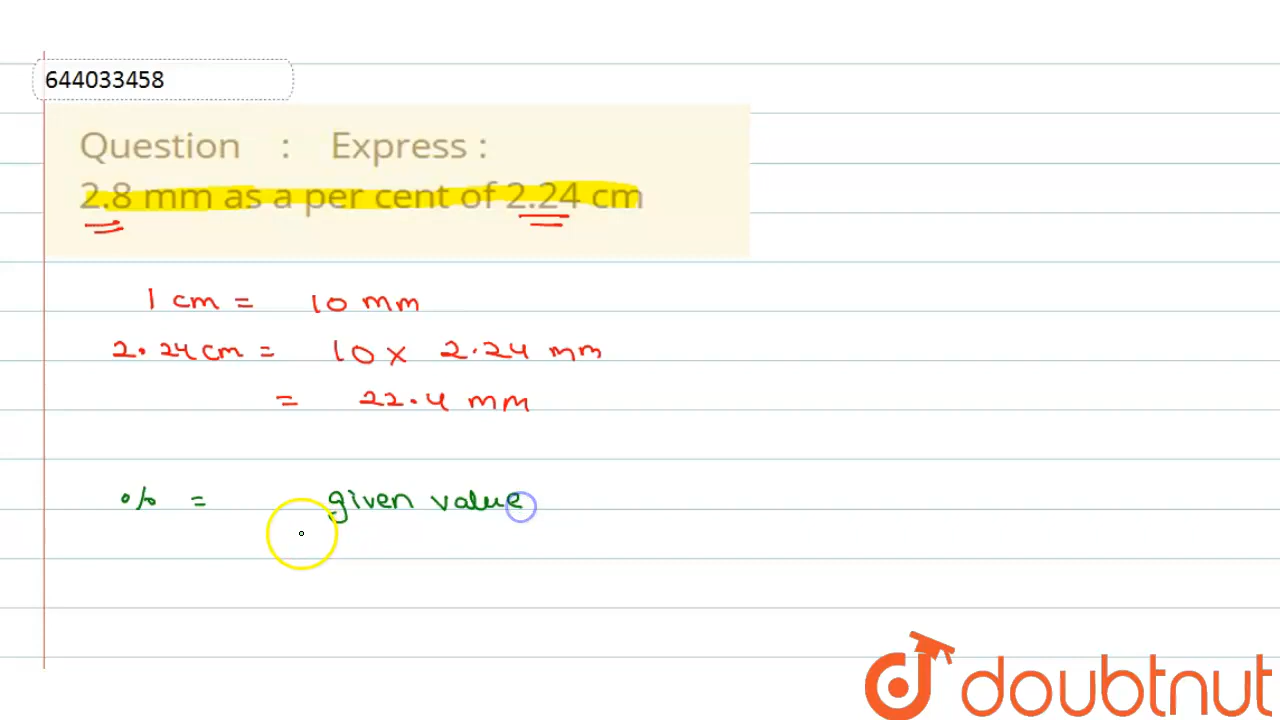 644033458
Question : Express :
2.8 mm as a per cent of 2.24 cm
1 cm = 10 mm
2.24 cm = 10 x 2.24 mm
= 22.4 mm
% = given value
doubtnut